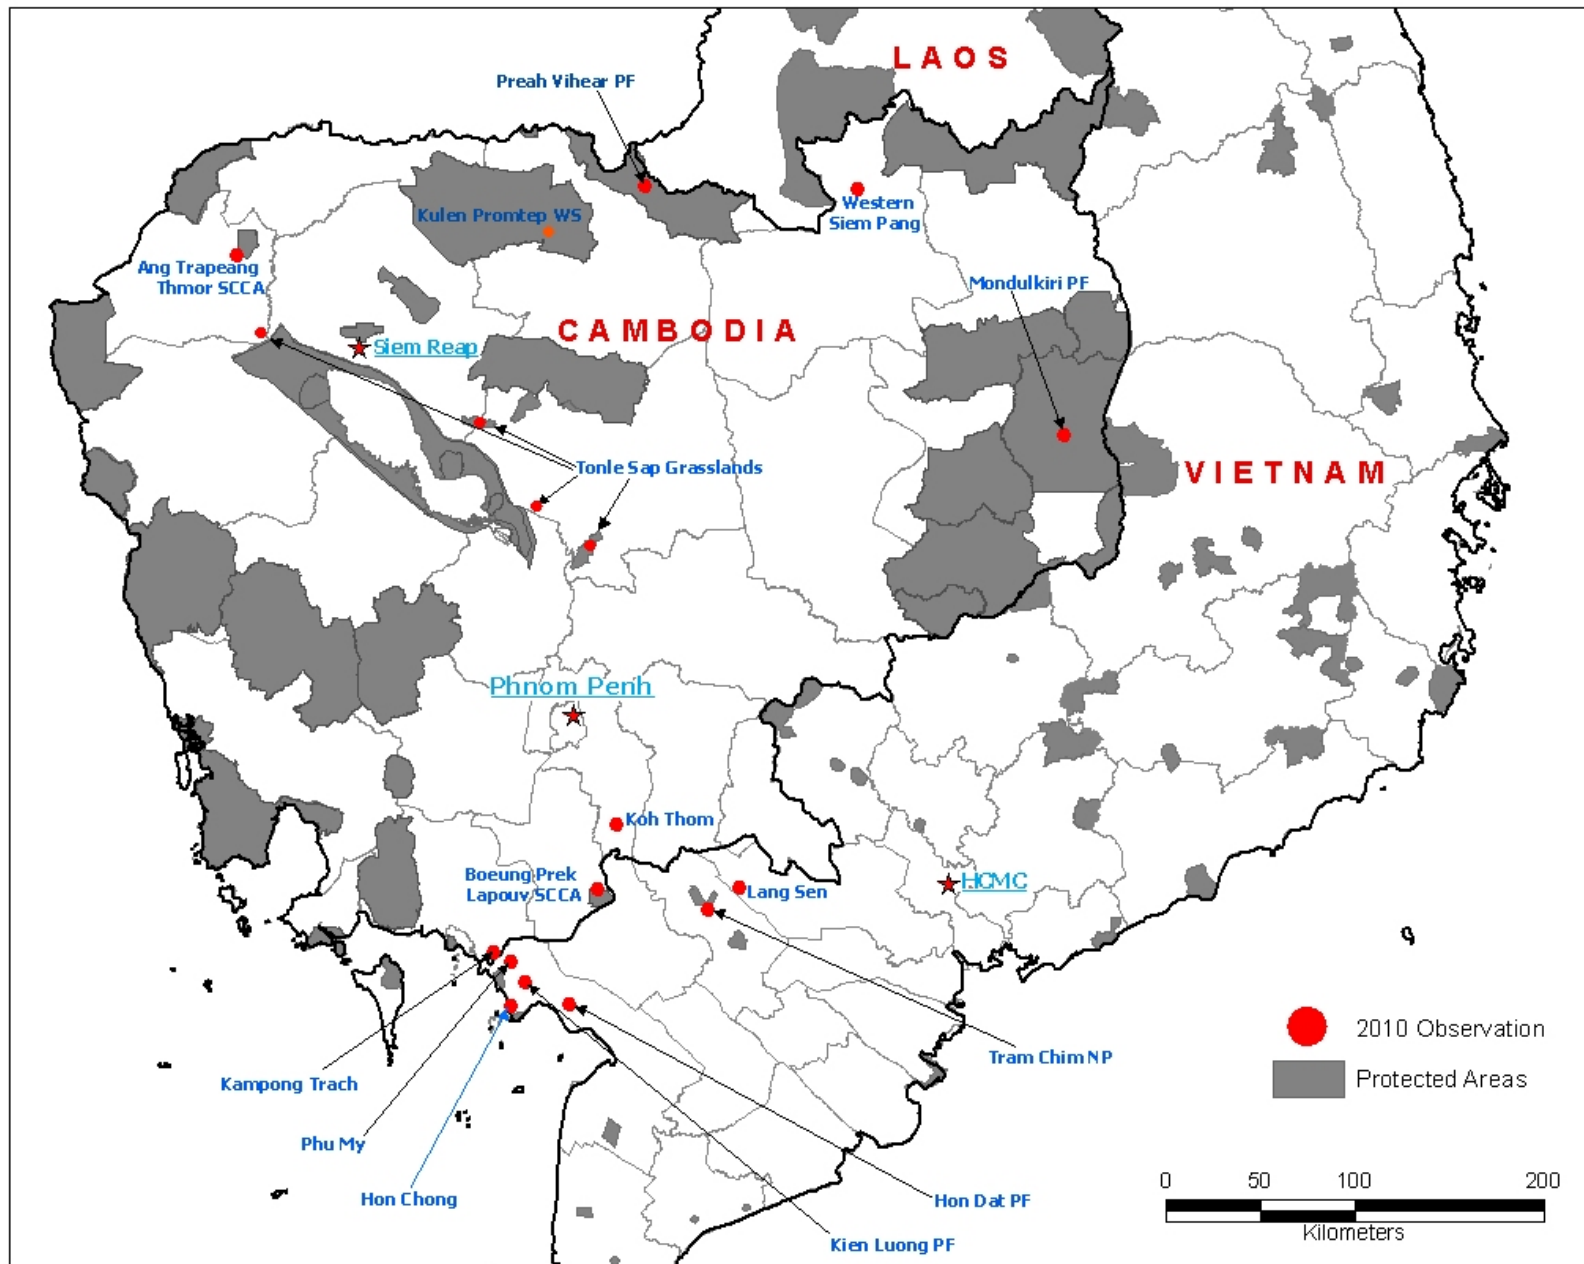 LAOS
Preah Vihear PF
Western
Siem Pang
Kulen Promtep WS
Ang Trapeang
Thmor SCCA
Mondulkiri PF
CAMBODIA
Siem Reap
Tonle Sap Grasslands
VIETNAM
Phnom Penh
Koh Thom
Boeung Prek
Lapouv SCCA
Lang Sen
HCMC
2010 Observation
Tram Chim NP
Protected Areas
Kampong Trach
Phu My
Hon Chong
Hon Dat PF
Kien Luong PF
0 50 100 200
Kilometers